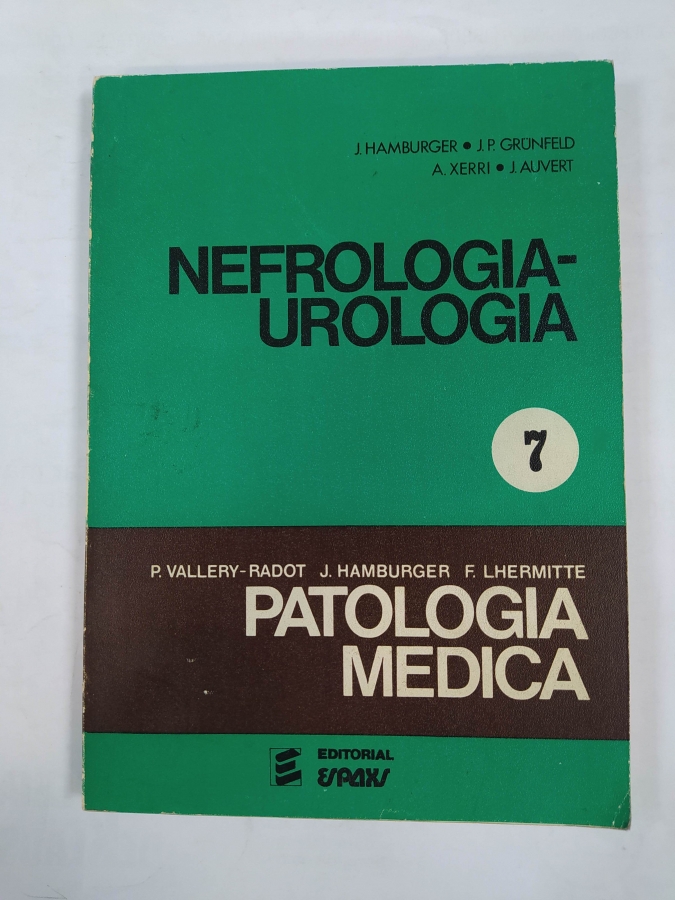 J. HAMBURGER • J. P. GRÜNFELD
A. XERRI • J. AUVERT
NEFROLOGIA-
UROLOGIA
7
P. VALLERY-RADOT J. HAMBURGER F. LHERMITTE
PATOLOGIA
MEDICA
EDITORIAL
ESPAXS